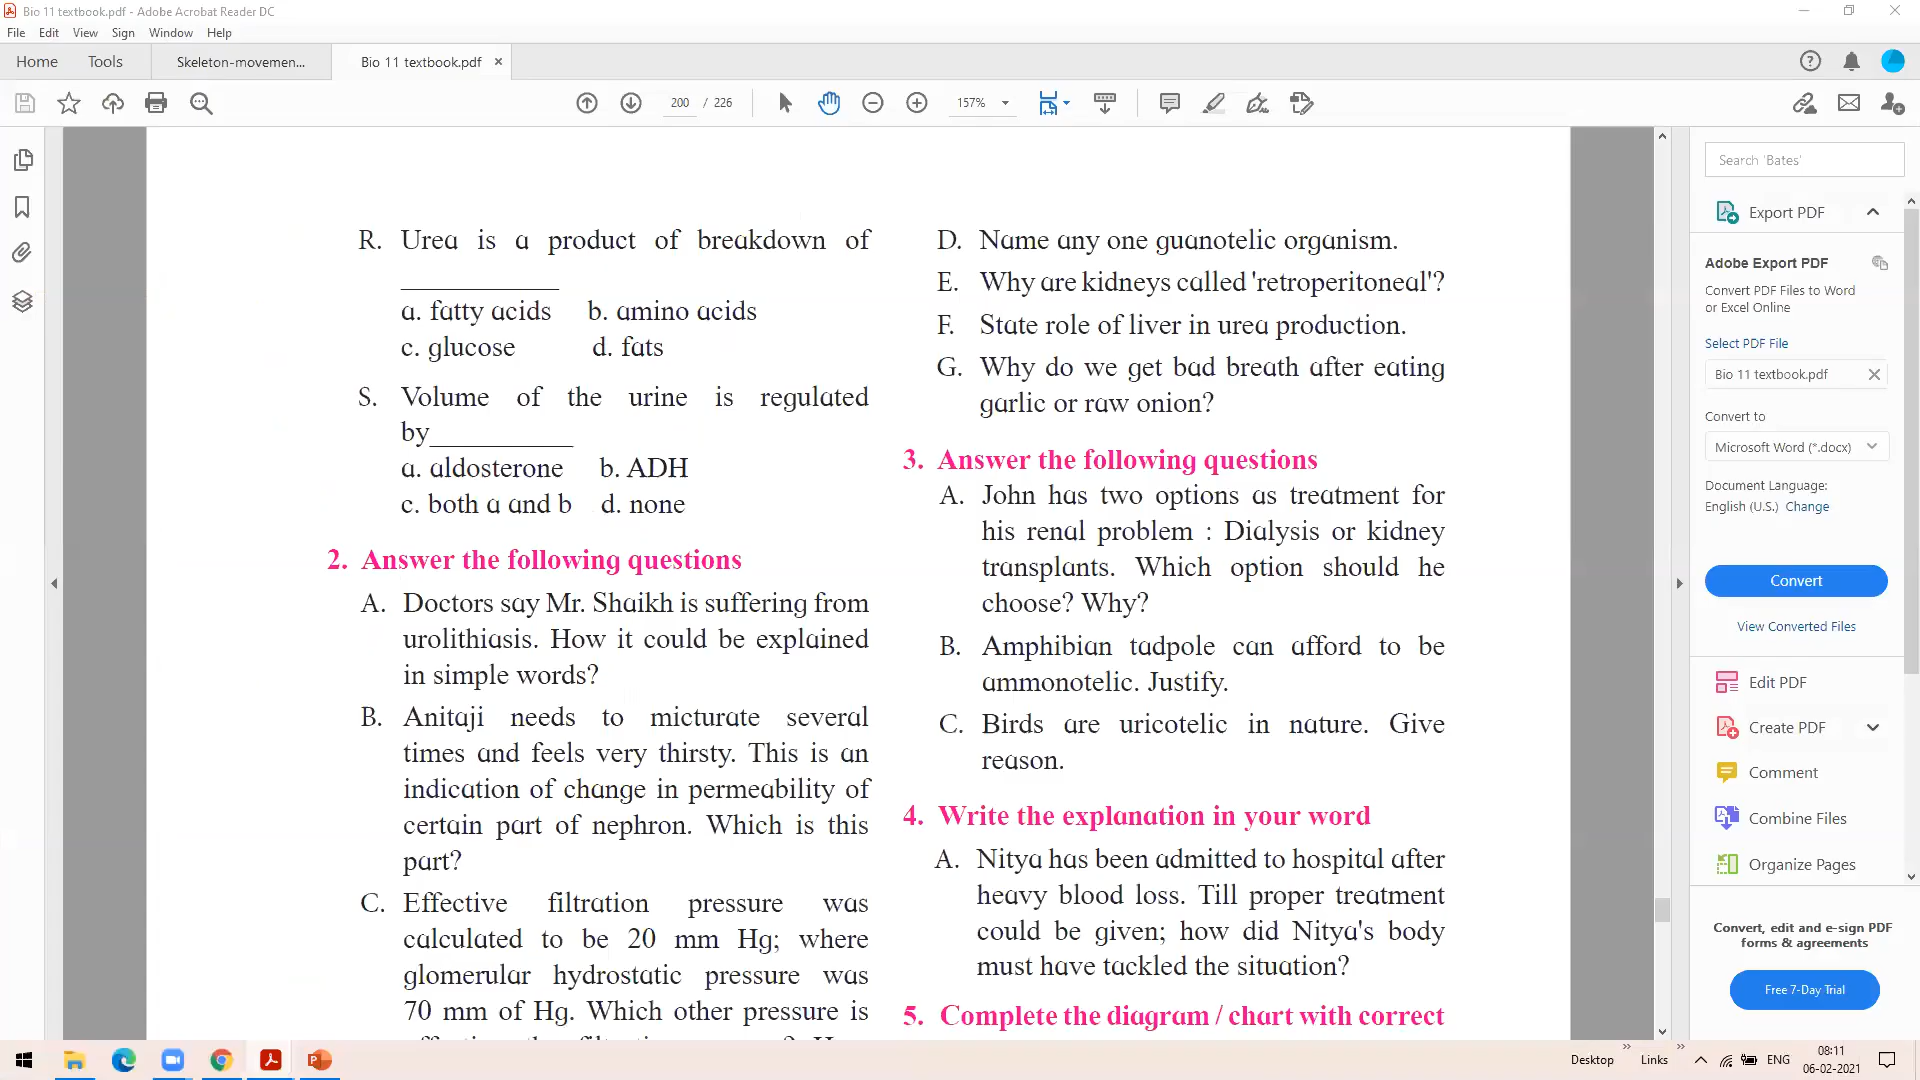 Bio 11 textbook.pdf - Adobe Acrobat Reader DC
File Edit View Sign Window Help
Home Tools Skeleton-movemen... Bio 11 textbook.pdf ×
200 / 226 157%
R. Urea is a product of breakdown of
____________
a. fatty acids b. amino acids
c. glucose d. fats
S. Volume of the urine is regulated
by___________
a. aldosterone b. ADH
c. both a and b d. none
2. Answer the following questions
A. Doctors say Mr. Shaikh is suffering from
urolithiasis. How it could be explained
in simple words?
B. Anitaji needs to micturate several
times and feels very thirsty. This is an
indication of change in permeability of
certain part of nephron. Which is this
part?
C. Effective filtration pressure was
calculated to be 20 mm Hg; where
glomerular hydrostatic pressure was
70 mm of Hg. Which other pressure is
D. Name any one guanotelic organism.
E. Why are kidneys called 'retroperitoneal'?
F. State role of liver in urea production.
G. Why do we get bad breath after eating
garlic or raw onion?
3. Answer the following questions
A. John has two options as treatment for
his renal problem : Dialysis or kidney
transplants. Which option should he
choose? Why?
B. Amphibian tadpole can afford to be
ammonotelic. Justify.
C. Birds are uricotelic in nature. Give
reason.
4. Write the explanation in your word
A. Nitya has been admitted to hospital after
heavy blood loss. Till proper treatment
could be given; how did Nitya's body
must have tackled the situation?
5. Complete the diagram / chart with correct
Search 'Bates'
Export PDF
Adobe Export PDF
Convert PDF Files to Word
or Excel Online
Select PDF File
Bio 11 textbook.pdf
Convert to
Microsoft Word (*.docx)
Document Language:
English (U.S.) Change
Convert
View Converted Files
Edit PDF
Create PDF
Comment
Combine Files
Organize Pages
Convert, edit and e-sign PDF
forms & agreements
Free 7-Day Trial
Desktop Links ENG
08:11
06-02-2021